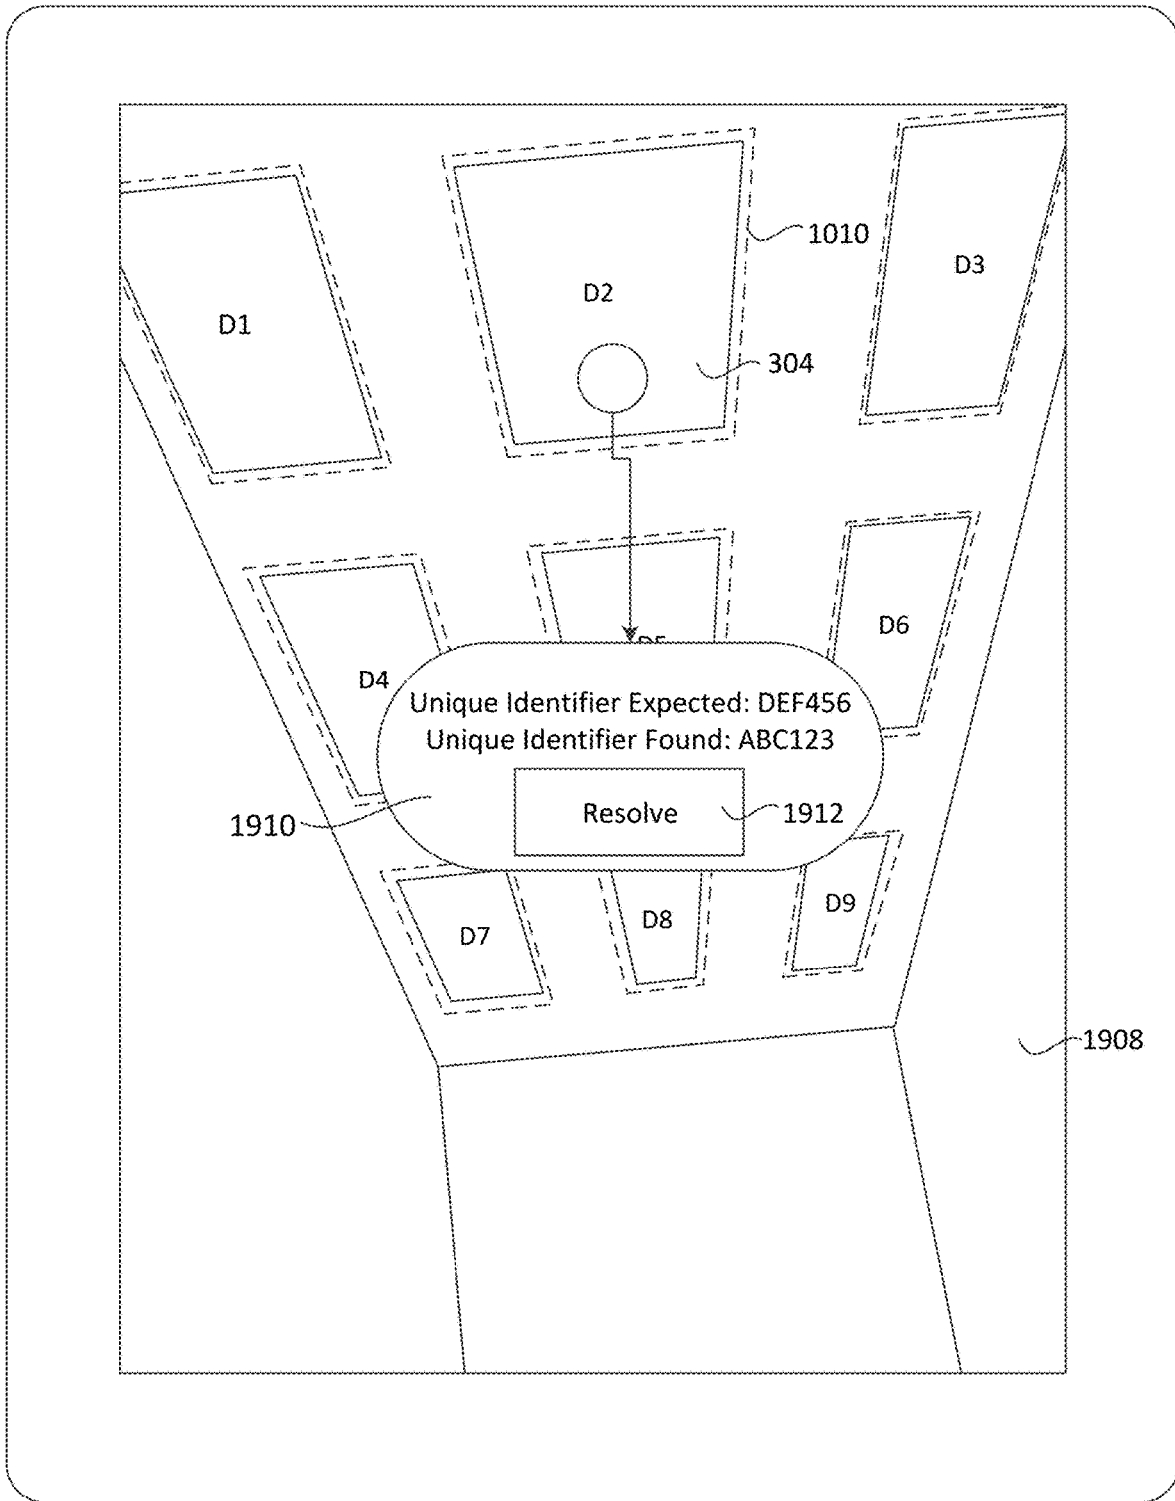 1010
D3
D2
D1
304
D6
D4
Unique Identifier Expected: DEF456
Unique Identifier Found: ABC123
Resolve
1912
1910
D9
D8
D7
1908